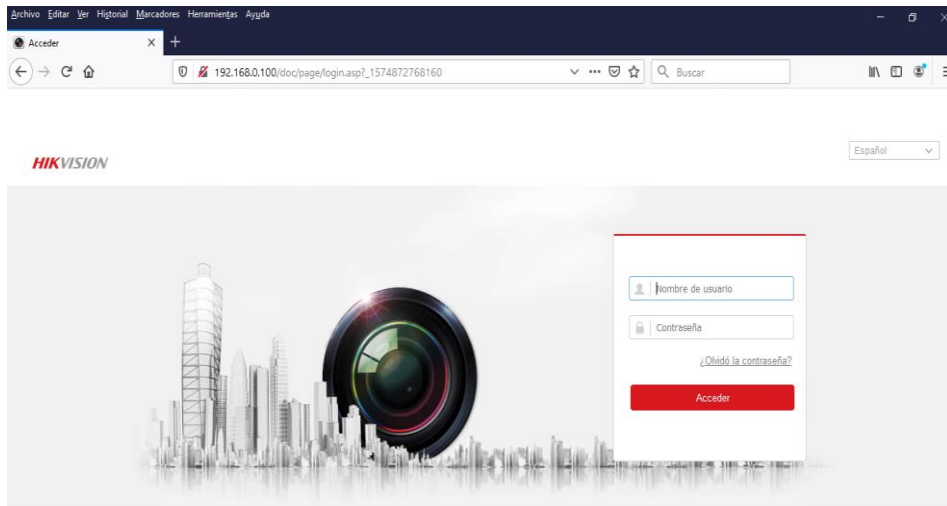 Archivo Editar Ver Historial Marcadores Herramientas Ayuda
Acceder
192.168.0.100/doc/page/login.asp?_1574872768160
Buscar
Español
HIKVISION
Nombre de usuario
Contraseña
¿Olvidó la contraseña?
Acceder